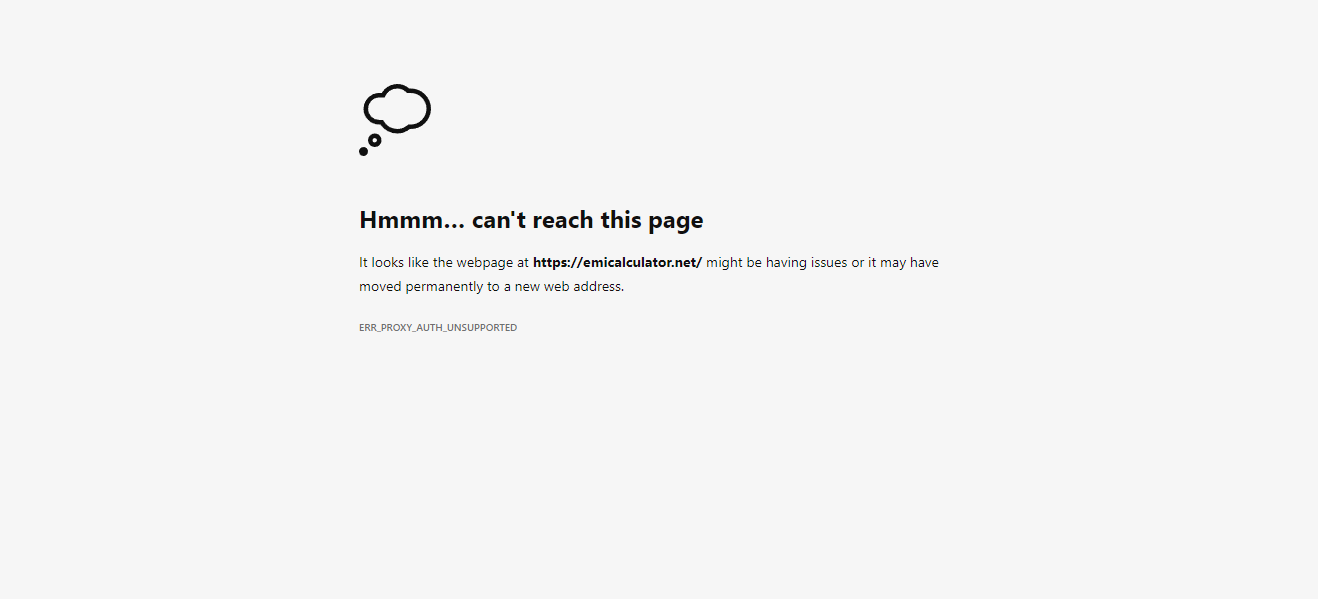 Hmmm... can't reach this page
It looks like the webpage at https://emicalculator.net/ might be having issues or it may have
moved permanently to a new web address.
ERR_PROXY_AUTH_UNSUPPORTED